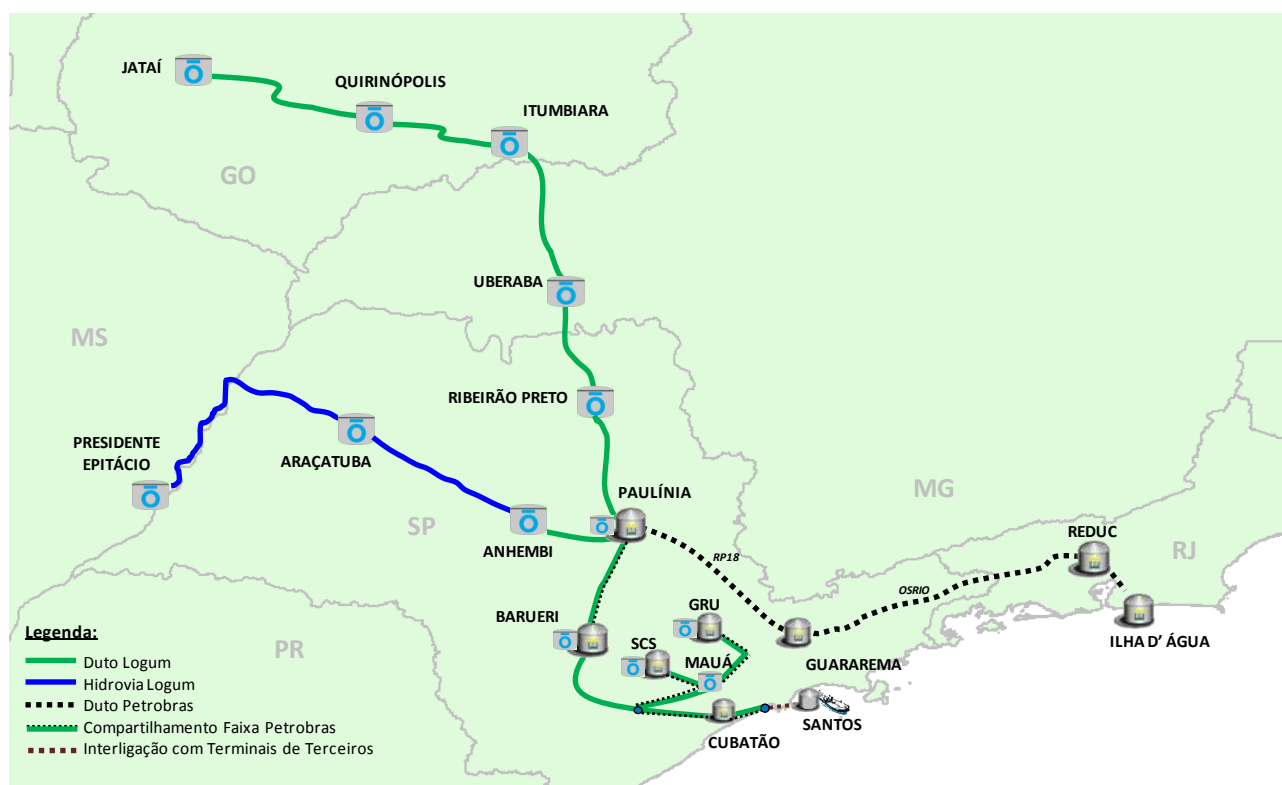 JATAÍ
QUIRINÓPOLIS
ITUMBIARA
GO
UBERABA
MS
RIBEIRÃO PRETO
PRESIDENTE
EPITÁCIO
ARAÇATUBA
PAULÍNIA
MG
SP
ANHEMBI
REDUC
RJ
RP18
OSRIO
BARUERI
GRU
SCS
MAUÁ
GUARAREMA
ILHA D' ÁGUA
PR
SANTOS
CUBATÃO
Legenda:
Duto Logum
Hidrovia Logum
Duto Petrobras
Compartilhamento Faixa Petrobras
Interligação com Terminais de Terceiros